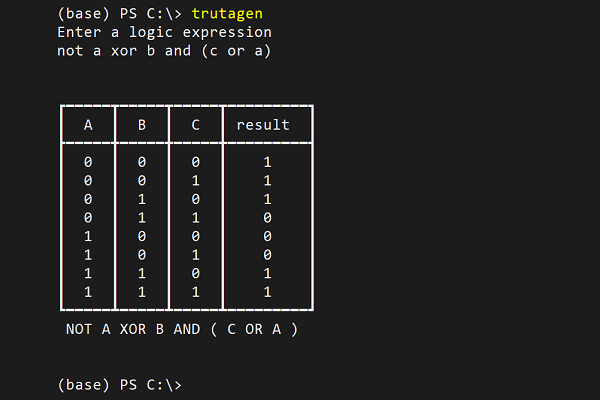 (base) PS C:\> trutagen
Enter a logic expression
not a xor b and (c or a)
A B C result
0 0 0 1
0 0 1 1
0 1 0 1
0 1 1 0
1 0 0 0
1 0 1 0
1 1 0 1
1 1 1 1
NOT A XOR B AND ( C OR A )
(base) PS C:\>